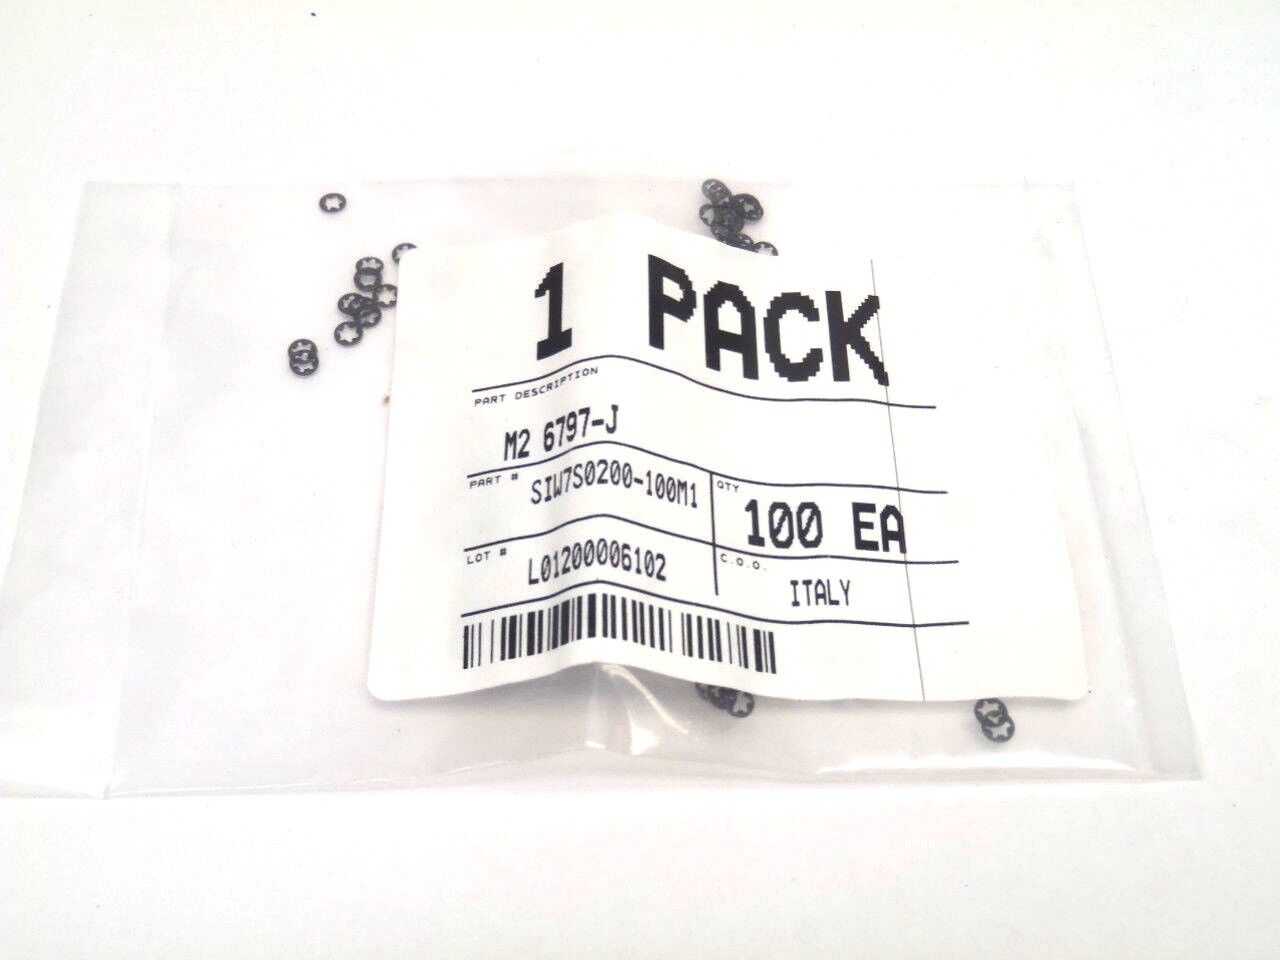 1 PACK
PART DESCRIPTION
M2 6797-J
PART # SIW7S0200-100M1
QTY 100 EA
LOT # L01200006102
C.O.O. ITALY